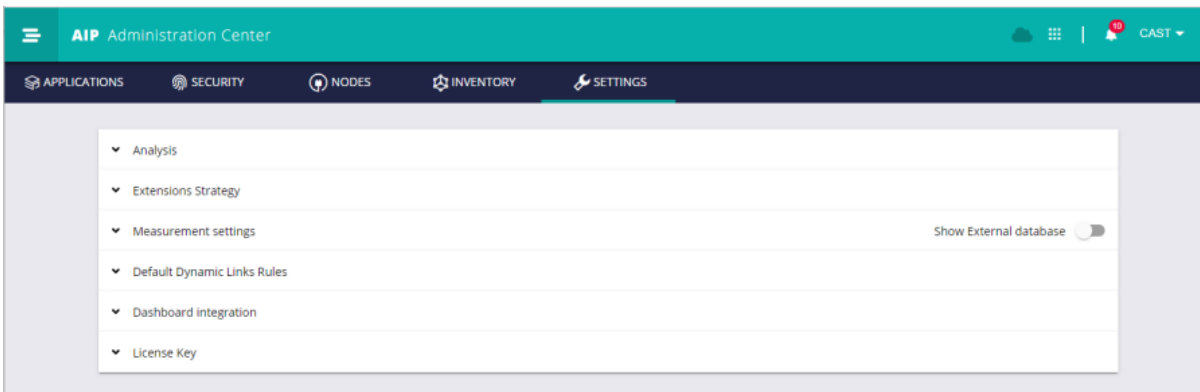 AIP Administration Center 10 CAST
APPLICATIONS SECURITY NODES INVENTORY SETTINGS
Analysis
Extensions Strategy
Measurement settings Show External database
Default Dynamic Links Rules
Dashboard integration
License Key